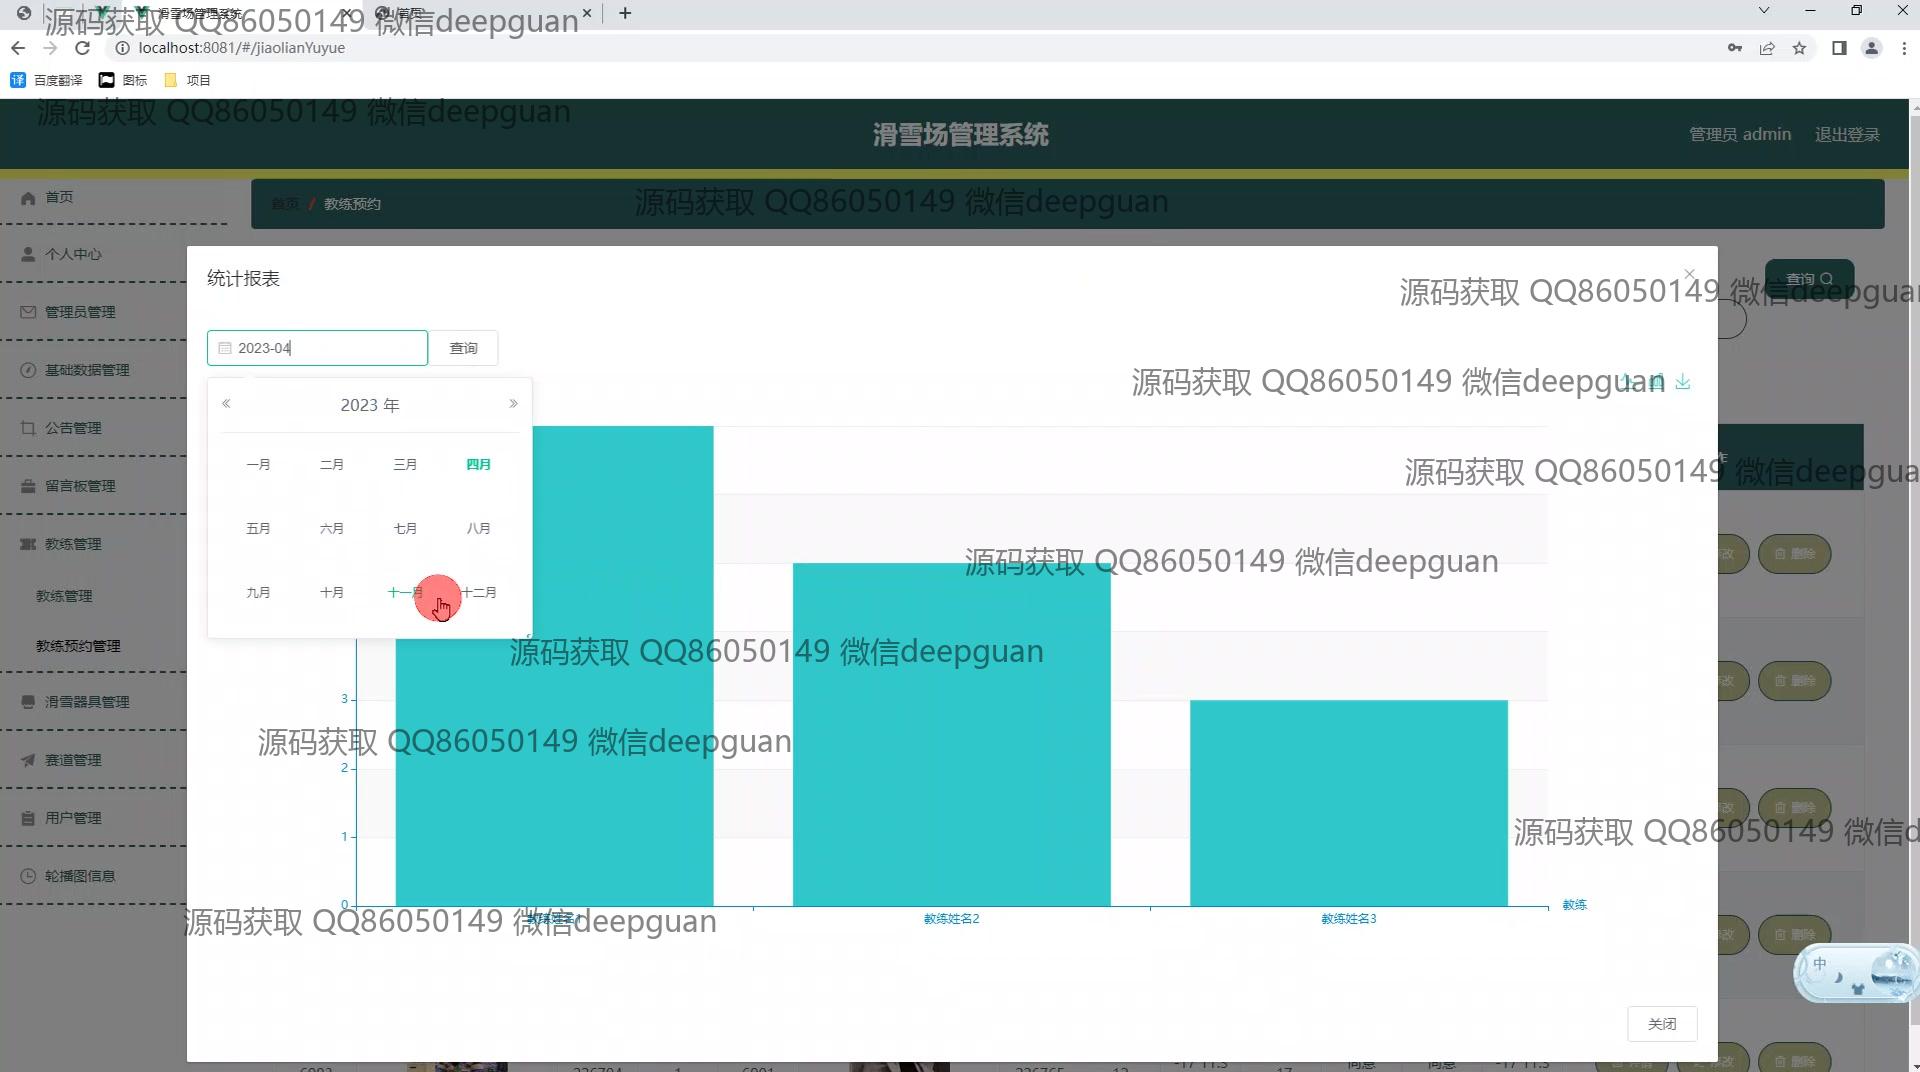 滑雪场管理系统
localhost:8081/#/jiaolianYuyue
译 百度翻译 图标 项目
源码获取 QQ86050149 微信deepguan
源码获取 QQ86050149 微信deepguan
滑雪场管理系统
管理员 admin 退出登录
首页
首页 / 教练预约
源码获取 QQ86050149 微信deepguan
个人中心
统计报表
查询
源码获取 QQ86050149 微信deepguan
管理员管理
2023-04 查询
基础数据管理
源码获取 QQ86050149 微信deepguan
« 2023 年 »
公告管理
一月 二月 三月 四月
源码获取 QQ86050149 微信deepgua
留言板管理
五月 六月 七月 八月
教练管理
改 删除
源码获取 QQ86050149 微信deepguan
九月 十月 十一月 十二月
教练管理
教练预约管理
源码获取 QQ86050149 微信deepguan
改 删除
滑雪器具管理
3
源码获取 QQ86050149 微信deepguan
赛道管理
2
改 删除
用户管理
1
源码获取 QQ86050149 微信d
轮播图信息
0
教练
教练姓名1 教练姓名2 教练姓名3
源码获取 QQ86050149 微信deepguan
改 删除
中
关闭
改 删除